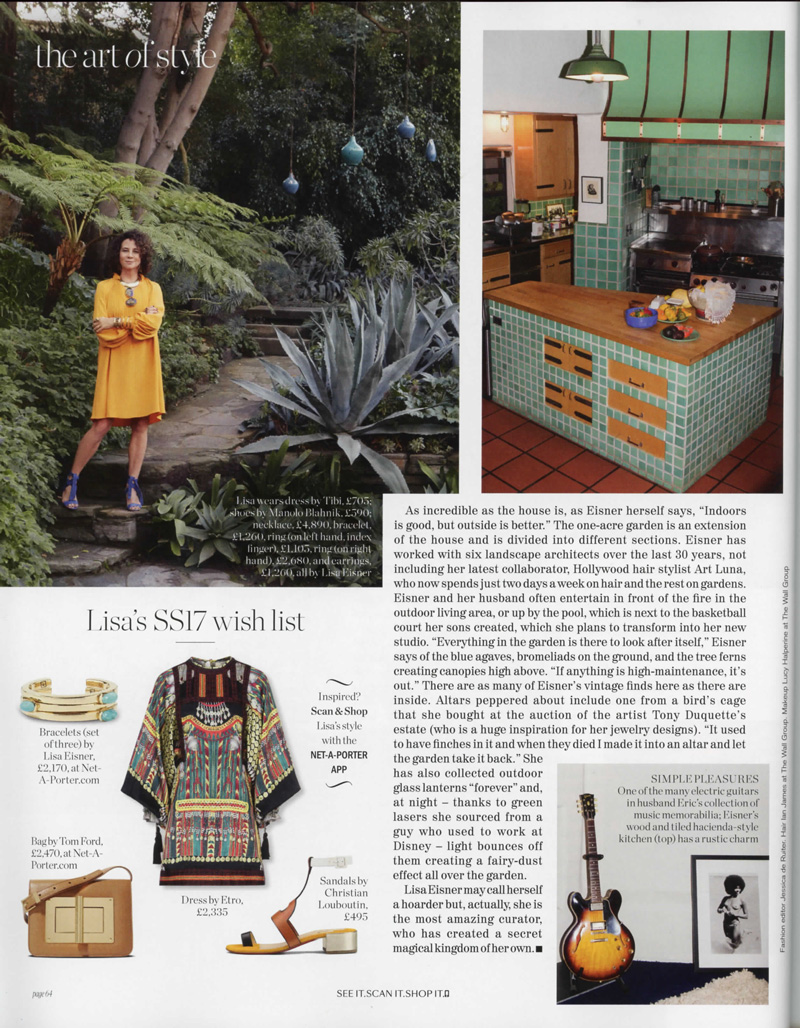 the art of style
Lisa wears dress by Tibi, £705;
shoes by Manolo Blahnik, £590;
necklace, £4,890, bracelet,
£1,260, ring (on left hand, index
finger), £1,105, ring (on right
hand), £2,680, and earrings,
£1,260, all by Lisa Eisner
As incredible as the house is, as Eisner herself says, “Indoors
is good, but outside is better.” The one-acre garden is an extension
of the house and is divided into different sections. Eisner has
worked with six landscape architects over the last 30 years, not
including her latest collaborator, Hollywood hair stylist Art Luna,
who now spends just two days a week on hair and the rest on gardens.
Eisner and her husband often entertain in front of the fire in the
outdoor living area, or up by the pool, which is next to the basketball
court her sons created, which she plans to transform into her new
studio. “Everything in the garden is there to look after itself,” Eisner
says of the blue agaves, bromeliads on the ground, and the tree ferns
creating canopies high above. “If anything is high-maintenance, it’s
out.” There are as many of Eisner’s vintage finds here as there are
inside. Altars peppered about include one from a bird’s cage
that she bought at the auction of the artist Tony Duquette’s
estate (who is a huge inspiration for her jewelry designs). “It used
to have finches in it and when they died I made it into an altar and let
the garden take it back.” She
has also collected outdoor
glass lanterns “forever” and,
at night – thanks to green
lasers she sourced from a
guy who used to work at
Disney – light bounces off
them creating a fairy-dust
effect all over the garden.
Lisa Eisner may call herself
a hoarder but, actually, she is
the most amazing curator,
who has created a secret
magical kingdom of her own. ■
Lisa’s SS17 wish list
Bracelets (set
of three) by
Lisa Eisner,
£2,170, at Net-
A-Porter.com
Inspired?
Scan & Shop
Lisa’s style
with the
NET-A-PORTER
APP
Bag by Tom Ford,
£2,470, at Net-A-
Porter.com
Dress by Etro,
£2,335
Sandals by
Christian
Louboutin,
£495
SIMPLE PLEASURES
One of the many electric guitars
in husband Eric’s collection of
music memorabilia; Eisner’s
wood and tiled hacienda-style
kitchen (top) has a rustic charm
Fashion editor Jessica de Ruiter. Hair Ian James at The Wall Group. Makeup Lucy Halperine at The Wall Group
page 64
SEE IT. SCAN IT. SHOP IT.